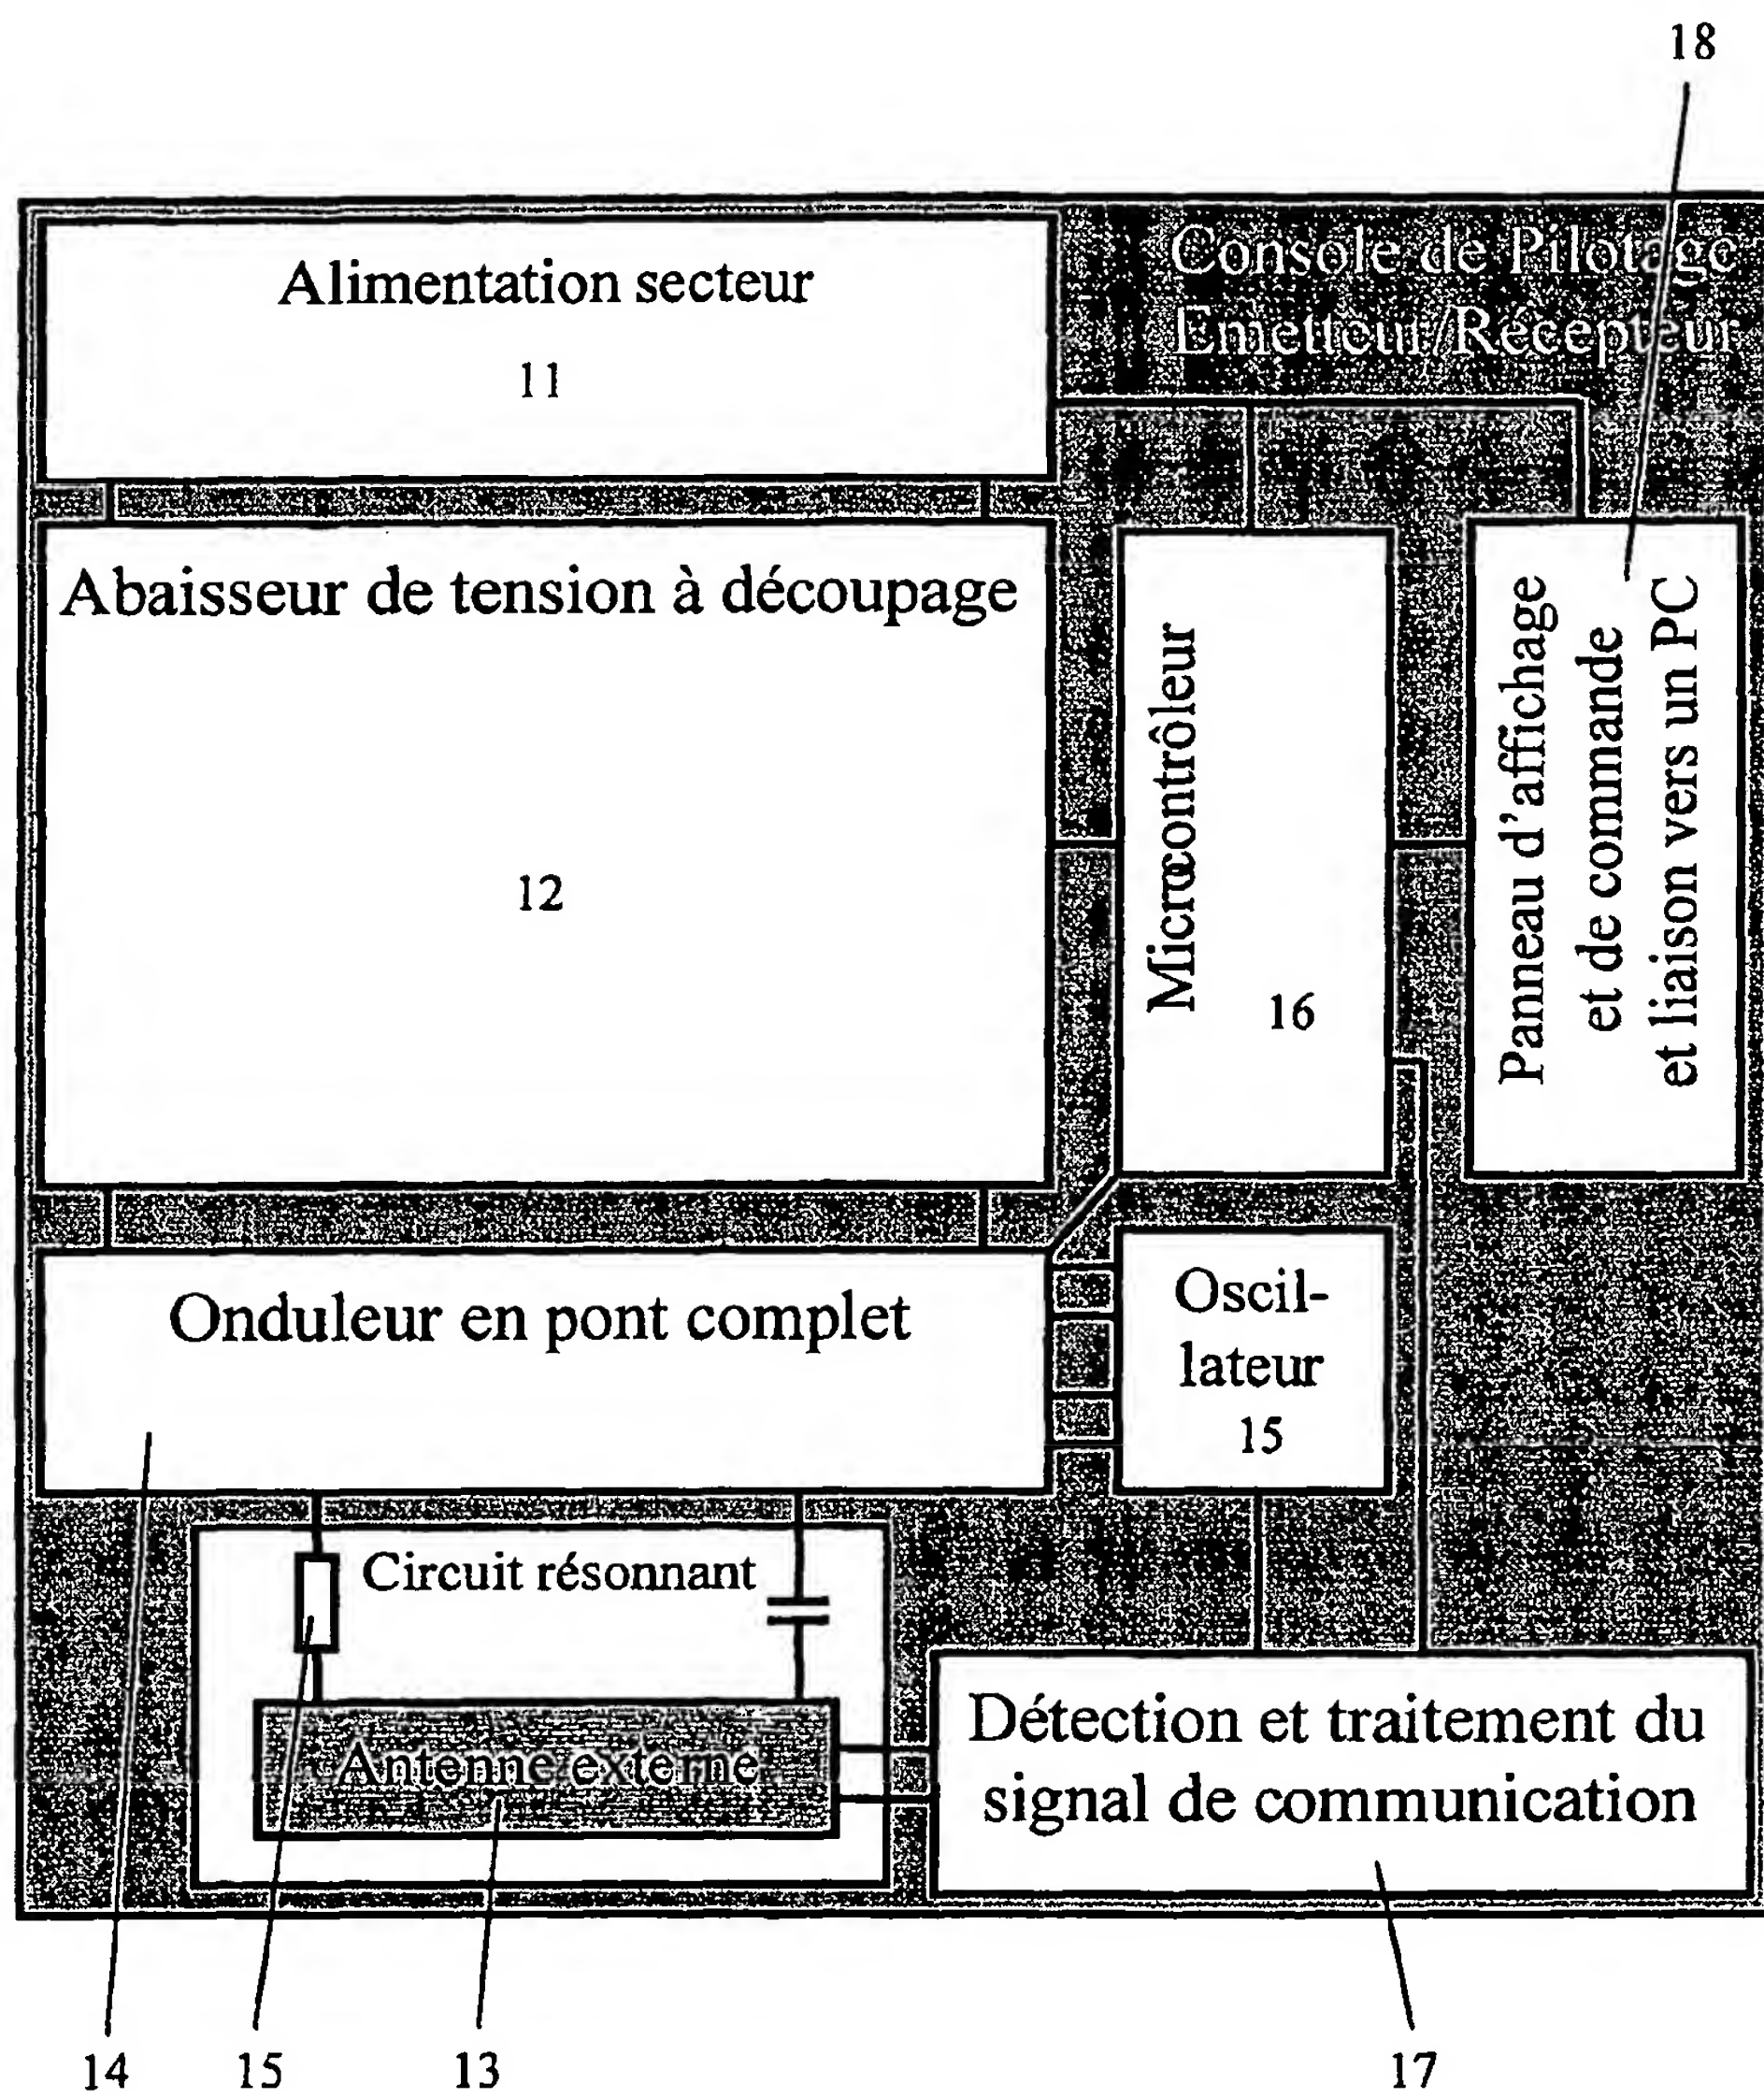 18
Console de Pilotage
Emetteur/Récepteur
Alimentation secteur
11
Abaisseur de tension à découpage
12
Microcontrôleur
16
Panneau d'affichage
et de commande
et liaison vers un PC
Onduleur en pont complet
Oscil-
lateur
15
Circuit résonnant
Antenne externe
Détection et traitement du
signal de communication
14
15
13
17